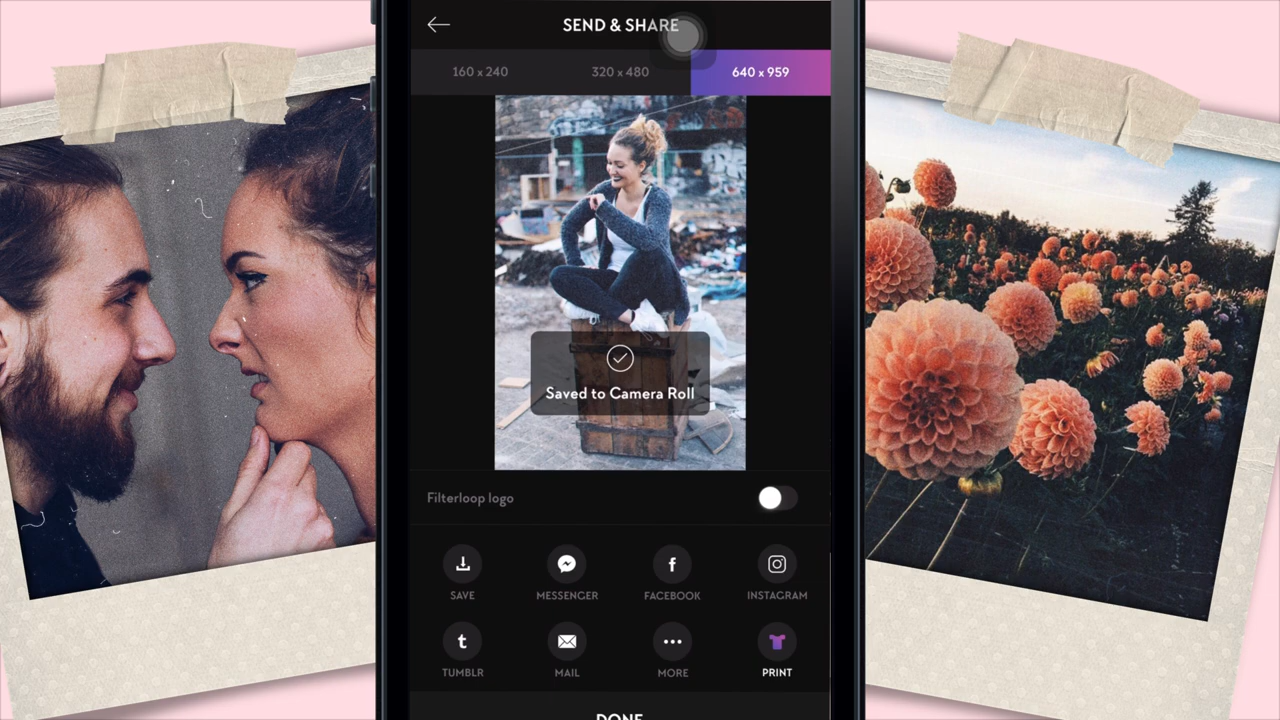 SEND & SHARE
160 x 240 320 x 480 640 x 959
Saved to Camera Roll
Filterloop logo
SAVE MESSENGER FACEBOOK INSTAGRAM
TUMBLR MAIL MORE PRINT
DONE